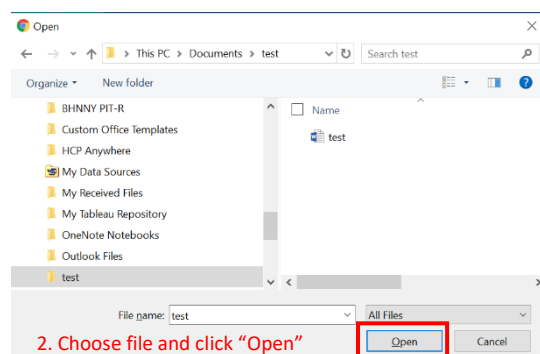 Open
This PC > Documents > test
Search test
Organize
New folder
BHNNY PIT-R
Custom Office Templates
HCP Anywhere
My Data Sources
My Received Files
My Tableau Repository
OneNote Notebooks
Outlook Files
test
Name
test
File name: test
All Files
2. Choose file and click “Open”
Open
Cancel